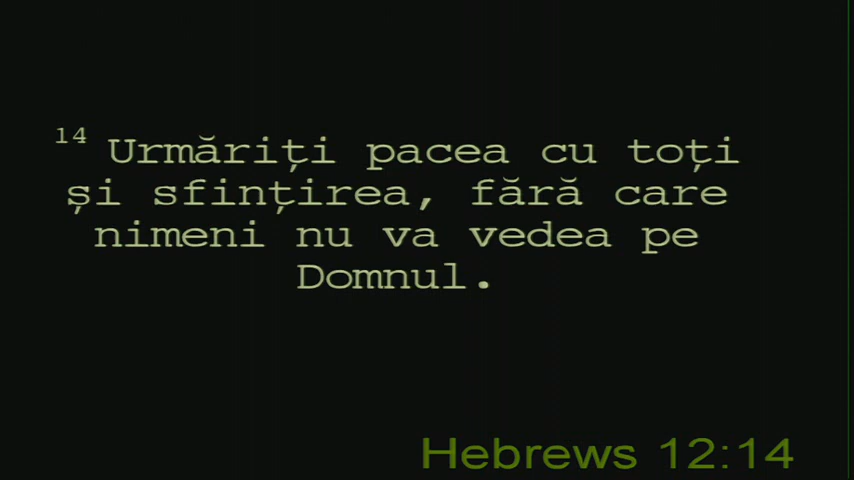 14 Urmăriți pacea cu toți
și sfințirea, fără care
nimeni nu va vedea pe
Domnul.
Hebrews 12:14